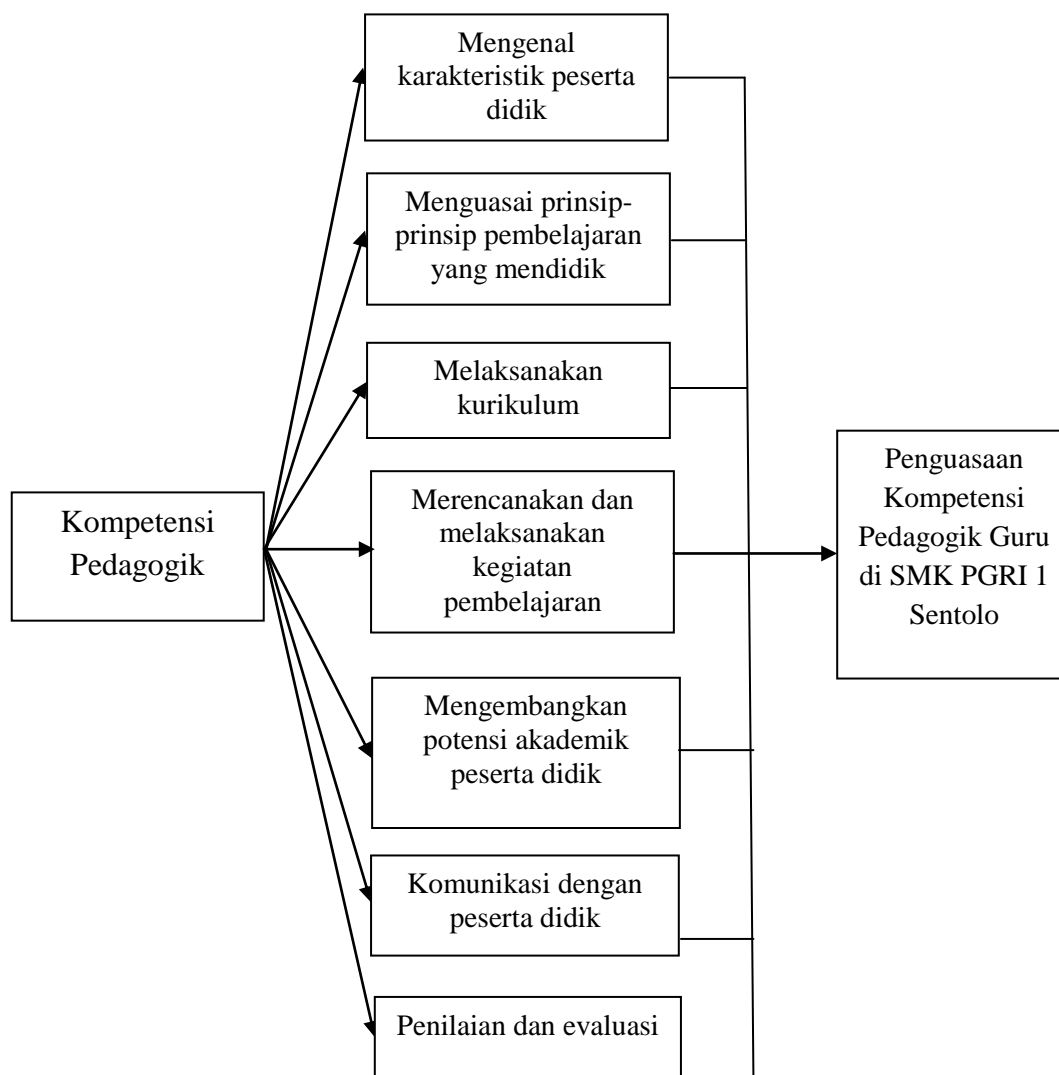 Mengenal
karakteristik peserta
didik
Menguasai prinsip-
prinsip pembelajaran
yang mendidik
Melaksanakan
kurikulum
Kompetensi
Pedagogik
Merencanakan dan
melaksanakan
kegiatan
pembelajaran
Penguasaan
Kompetensi
Pedagogik Guru
di SMK PGRI 1
Sentolo
Mengembangkan
potensi akademik
peserta didik
Komunikasi dengan
peserta didik
Penilaian dan evaluasi